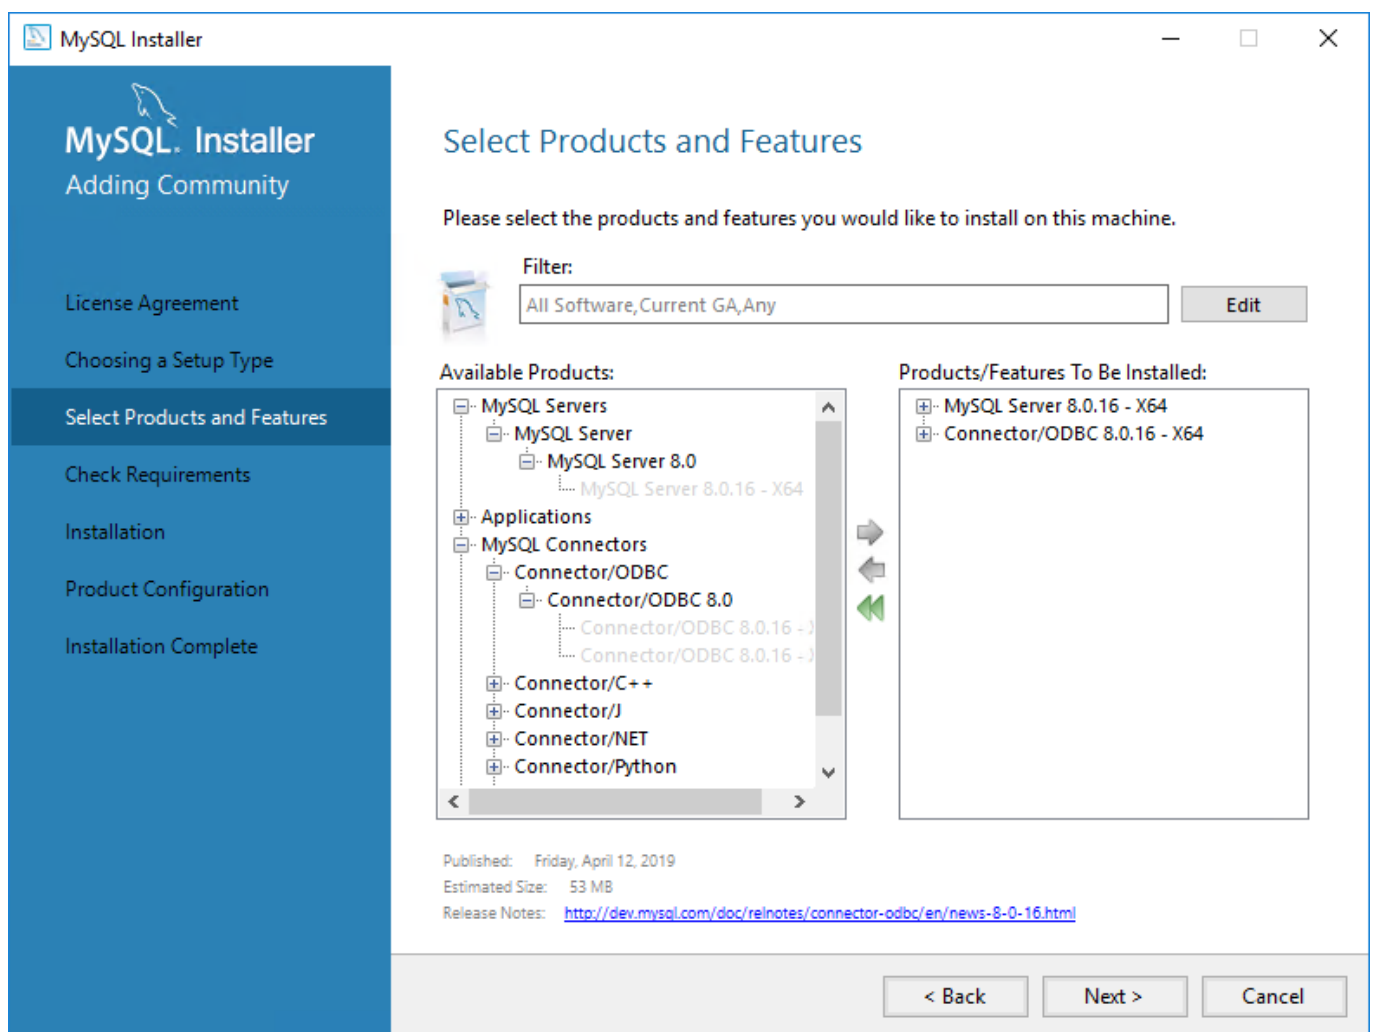 MySQL Installer
MySQL. Installer
Adding Community
License Agreement
Choosing a Setup Type
Select Products and Features
Check Requirements
Installation
Product Configuration
Installation Complete
Select Products and Features
Please select the products and features you would like to install on this machine.
Filter:
All Software,Current GA,Any
Edit
Available Products:
MySQL Servers
MySQL Server
MySQL Server 8.0
MySQL Server 8.0.16 - X64
Applications
MySQL Connectors
Connector/ODBC
Connector/ODBC 8.0
Connector/ODBC 8.0.16 -
Connector/ODBC 8.0.16 -
Connector/C++
Connector/J
Connector/NET
Connector/Python
Products/Features To Be Installed:
MySQL Server 8.0.16 - X64
Connector/ODBC 8.0.16 - X64
Published: Friday, April 12, 2019
Estimated Size: 53 MB
Release Notes: http://dev.mysql.com/doc/relnotes/connector-odbc/en/news-8-0-16.html
< Back
Next >
Cancel